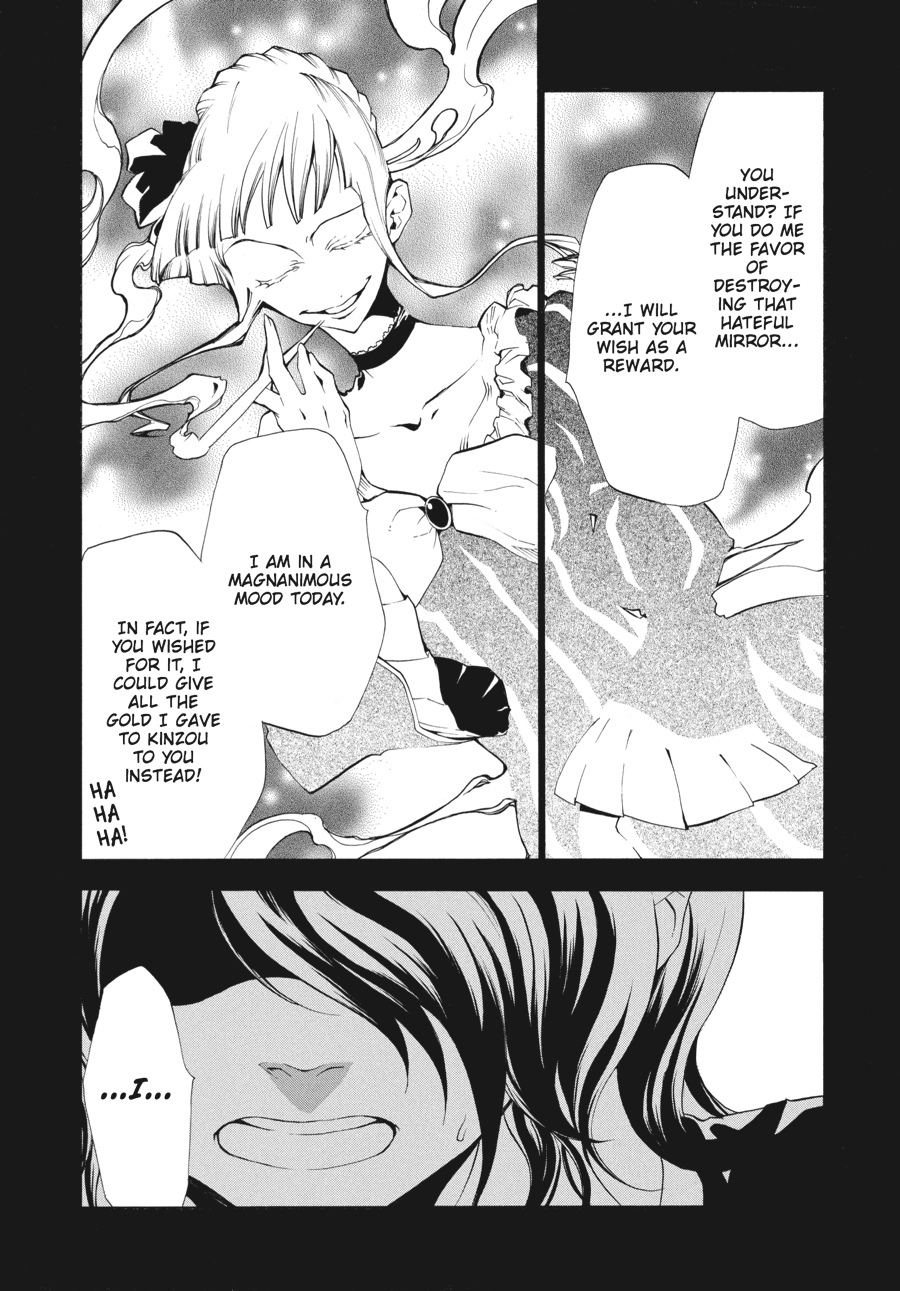 YOU
UNDER-
STAND? IF
YOU DO ME
THE FAVOR
OF
DESTROY-
ING THAT
HATEFUL
MIRROR...
...I WILL
GRANT YOUR
WISH AS A
REWARD.
I AM IN A
MAGNANIMOUS
MOOD TODAY.
IN FACT, IF
YOU WISHED
FOR IT, I
COULD GIVE
ALL THE
GOLD I GAVE
TO KINZOU
TO YOU
INSTEAD!
HA
HA
HA!
...I...